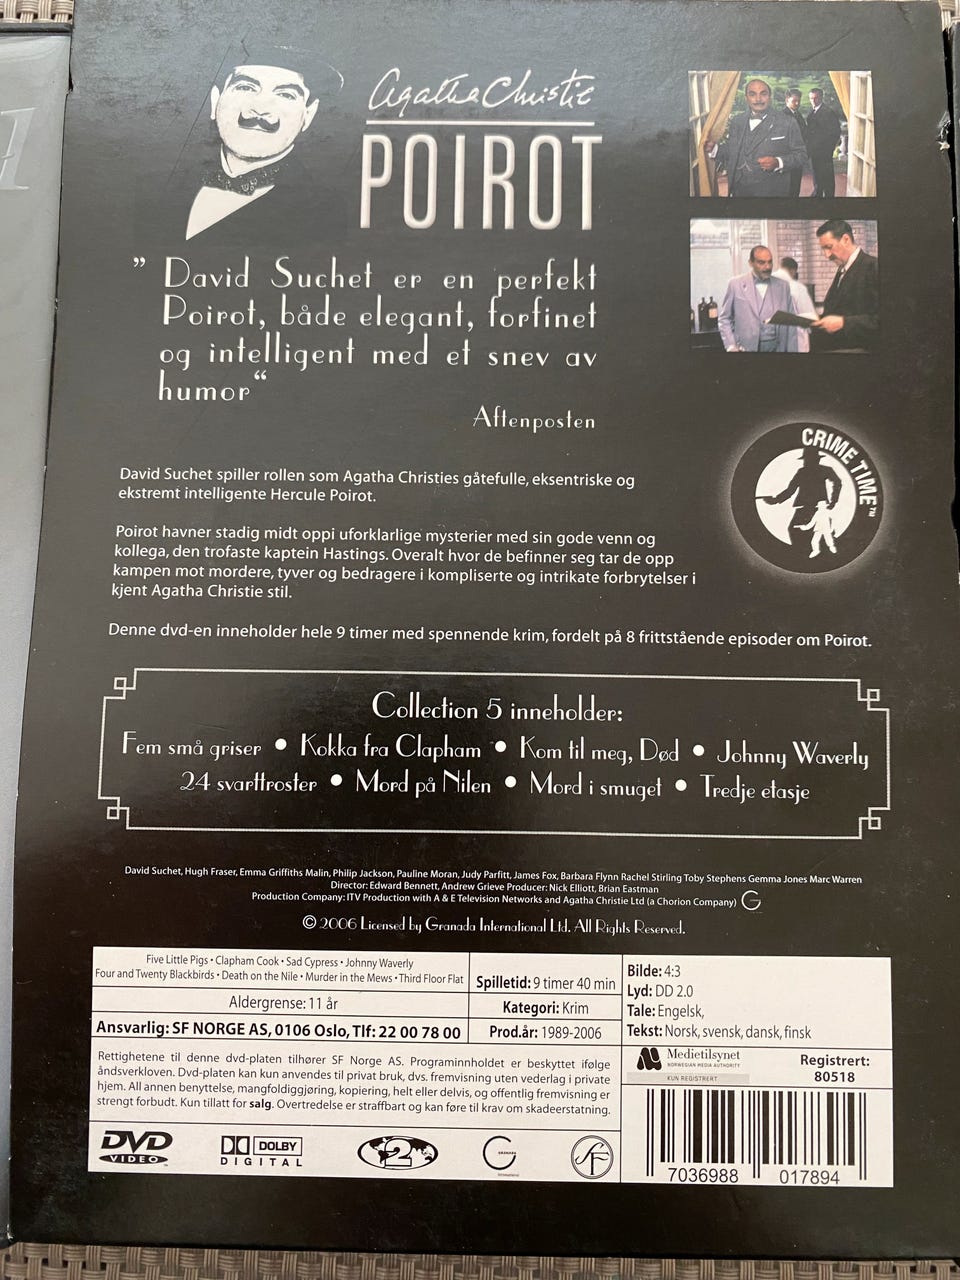 Agatha Christie
POIROT
” David Suchet er en perfekt
Poirot, både elegant, forfinet
og intelligent med et snev av
humor“
Aftenposten
CRIME TIME™
David Suchet spiller rollen som Agatha Christies gåtefulle, eksentriske og
ekstremt intelligente Hercule Poirot.
Poirot havner stadig midt oppi uforklarlige mysterier med sin gode venn og
kollega, den trofaste kaptein Hastings. Overalt hvor de befinner seg tar de opp
kampen mot mordere, tyver og bedragere i kompliserte og intrikate forbrytelser i
kjent Agatha Christie stil.
Denne dvd-en inneholder hele 9 timer med spennende krim, fordelt på 8 frittstående episoder om Poirot.
Collection 5 inneholder:
Fem små griser • Kokka fra Clapham • Kom til meg, Død • Johnny Waverly
24 svarttroster • Mord på Nilen • Mord i smuget • Tredje etasje
David Suchet, Hugh Fraser, Emma Griffiths Malin, Philip Jackson, Pauline Moran, Judy Parfitt, James Fox, Barbara Flynn Rachel Stirling Toby Stephens Gemma Jones Marc Warren
Director: Edward Bennett, Andrew Grieve Producer: Nick Elliott, Brian Eastman
Production Company: ITV Production with A & E Television Networks and Agatha Christie Ltd (a Chorion Company)
© 2006 Licensed by Granada International Ltd. All Rights Reserved.
Five Little Pigs • Clapham Cook • Sad Cypress • Johnny Waverly
Four and Twenty Blackbirds • Death on the Nile • Murder in the Mews • Third Floor Flat
Aldergrense: 11 år
Ansvarlig: SF NORGE AS, 0106 Oslo, Tlf: 22 00 78 00
Spilletid: 9 timer 40 min
Kategori: Krim
Prod.år: 1989-2006
Bilde: 4:3
Lyd: DD 2.0
Tale: Engelsk,
Tekst: Norsk, svensk, dansk, finsk
Rettighetene til denne dvd-platen tilhører SF Norge AS. Programinnholdet er beskyttet ifølge
åndsverkloven. Dvd-platen kan kun anvendes til privat bruk, dvs. fremvisning uten vederlag i private
hjem. All annen benyttelse, mangfoldiggjøring, kopiering, helt eller delvis, og offentlig fremvisning er
strengt forbudt. Kun tillatt for salg. Overtredelse er straffbart og kan føre til krav om skadeerstatning.
Medietilsynet
NORWEGIAN MEDIA AUTHORITY
KUN REGISTRERT
Registrert:
80518
DVD
VIDEO
DOLBY
DIGITAL
2
GRANADA
SF
7036988 017894